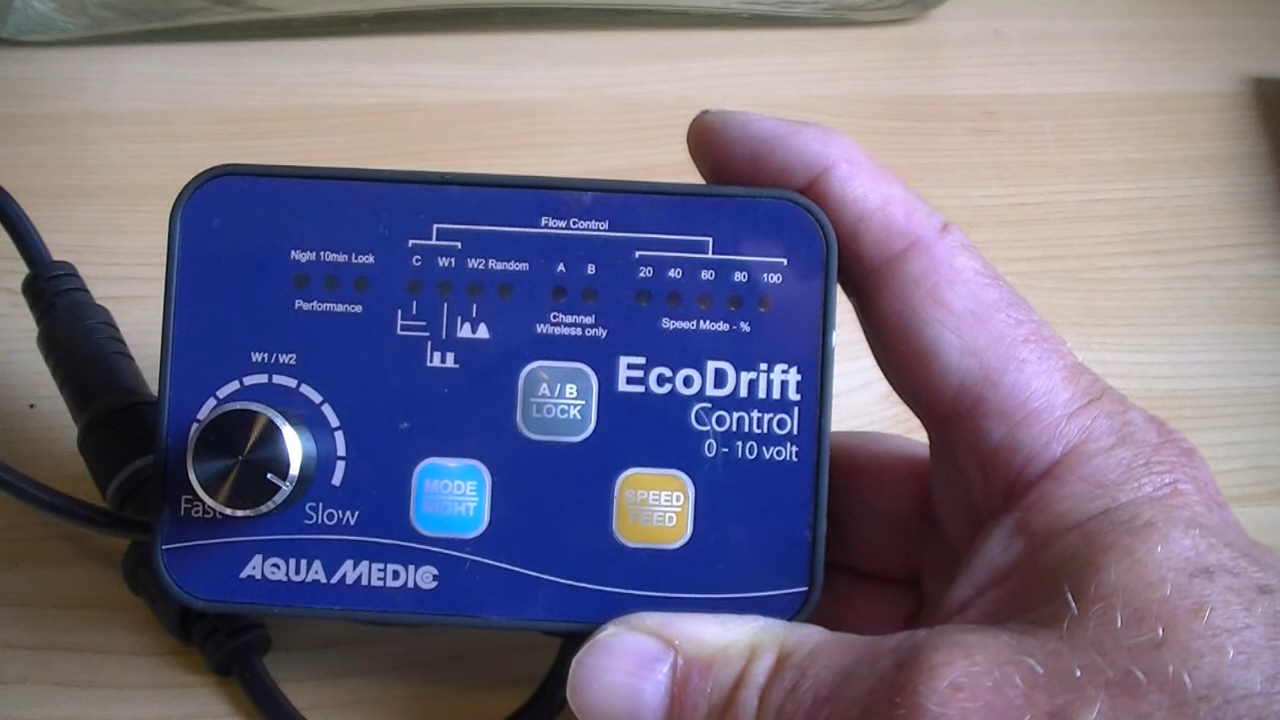 Flow Control
Night 10min Lock
C W1 W2 Random
A B
20 40 60 80 100
Performance
Channel
Wireless only
Speed Mode - %
W1 / W2
A / B
LOCK
EcoDrift
Control
0 - 10 volt
MODE
NIGHT
SPEED
FEED
Fast Slow
AQUA MEDIC